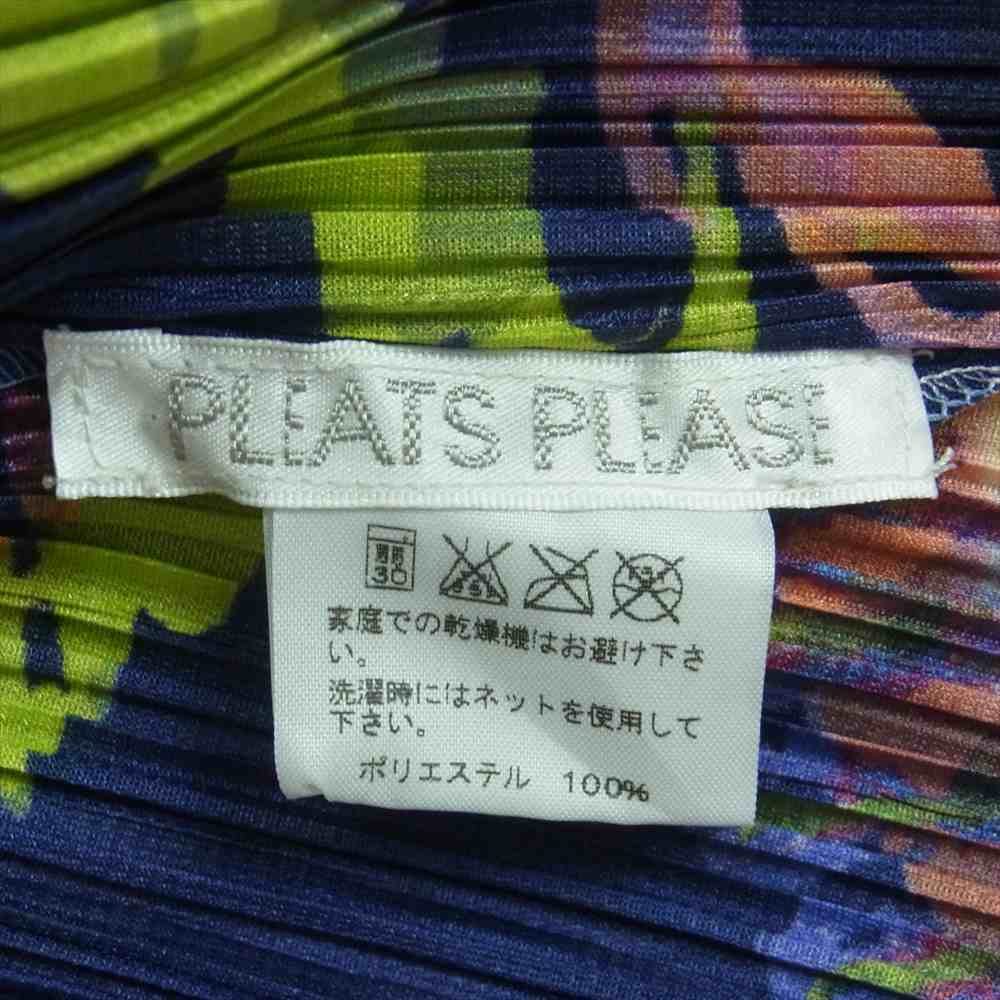 PLEATS PLEASE
30
家庭での乾燥機はお避け下さ
い。
洗濯時にはネットを使用して
下さい。
ポリエステル 100%